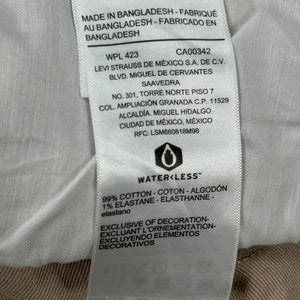 MADE IN BANGLADESH - FABRIQUÉ
AU BANGLADESH - FABRICADO EN
BANGLADESH
WPL 423 CA00342
LEVI STRAUSS DE MÉXICO S.A. DE C.V.
BLVD. MIGUEL DE CERVANTES
SAAVEDRA
NO. 301, TORRE NORTE PISO 7
COL. AMPLIACIÓN GRANADA C.P. 11529
ALCALDÍA, MIGUEL HIDALGO
CIUDAD DE MÉXICO, MÉXICO
RFC: LSM660818M98
WATER<LESS™
99% COTTON - COTON - ALGODÓN
1% ELASTANE - ELASTHANNE -
elastano
EXCLUSIVE OF DECORATION-
EXCLUANT L'ORNEMENTATION-
EXCLUYENDO ELEMENTOS
DECORATIVOS